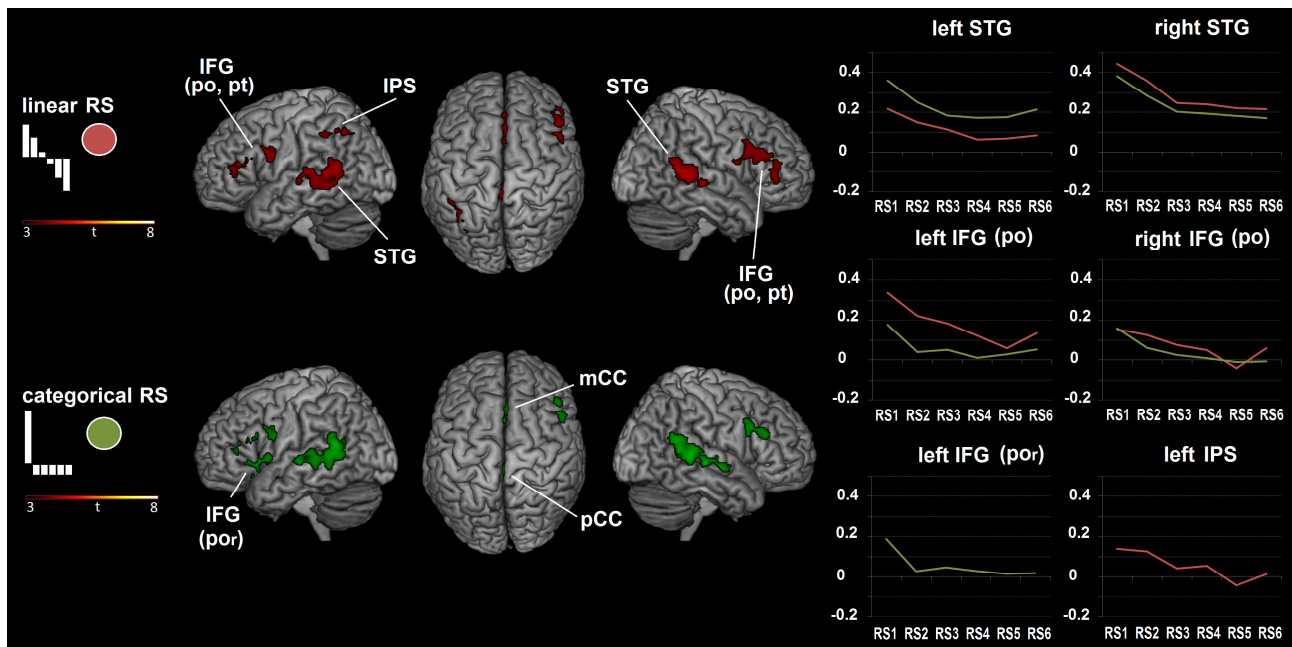 linear RS
3 t 8
IFG
(po, pt)
IPS
STG
STG
IFG
(po, pt)
categorical RS
3 t 8
IFG
(por)
mCC
pCC
left STG
0.4
0.2
0
-0.2
RS1 RS2 RS3 RS4 RS5 RS6
right STG
0.4
0.2
0
-0.2
RS1 RS2 RS3 RS4 RS5 RS6
left IFG (po)
0.4
0.2
0
-0.2
RS1 RS2 RS3 RS4 RS5 RS6
right IFG (po)
0.4
0.2
0
-0.2
RS1 RS2 RS3 RS4 RS5 RS6
left IFG (por)
0.4
0.2
0
-0.2
RS1 RS2 RS3 RS4 RS5 RS6
left IPS
0.4
0.2
0
-0.2
RS1 RS2 RS3 RS4 RS5 RS6